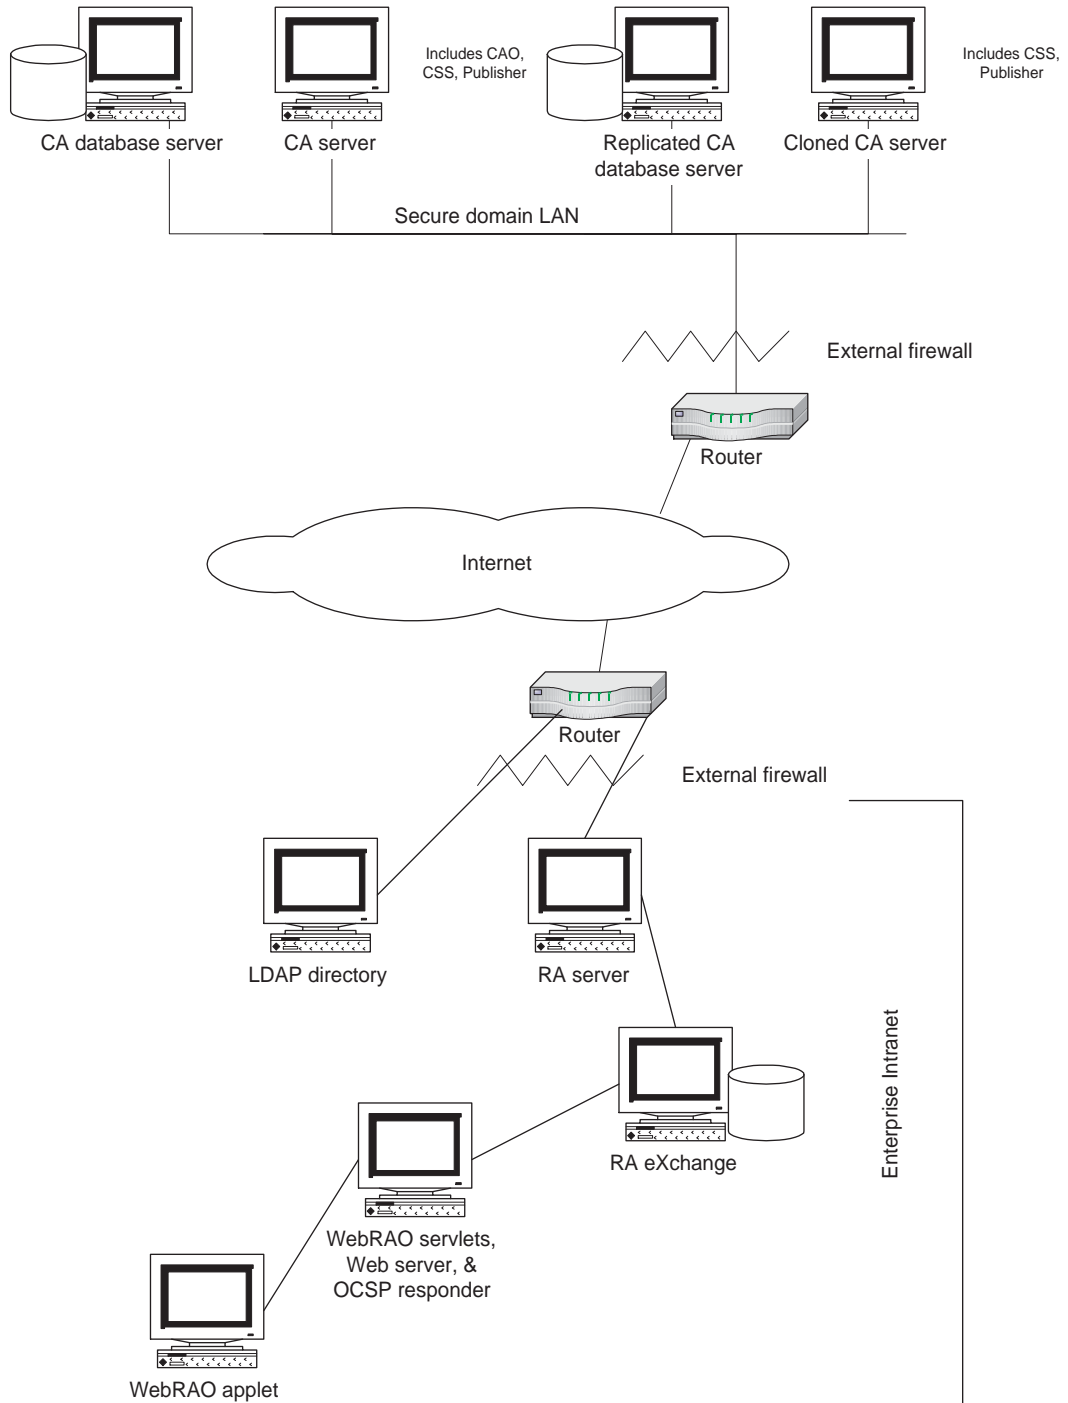 Includes CAO,
CSS, Publisher
Includes CSS,
Publisher
CA database server
CA server
Replicated CA
database server
Cloned CA server
Secure domain LAN
External firewall
Router
Internet
Router
External firewall
LDAP directory
RA server
Enterprise Intranet
RA eXchange
WebRAO servlets,
Web server, &
OCSP responder
WebRAO applet